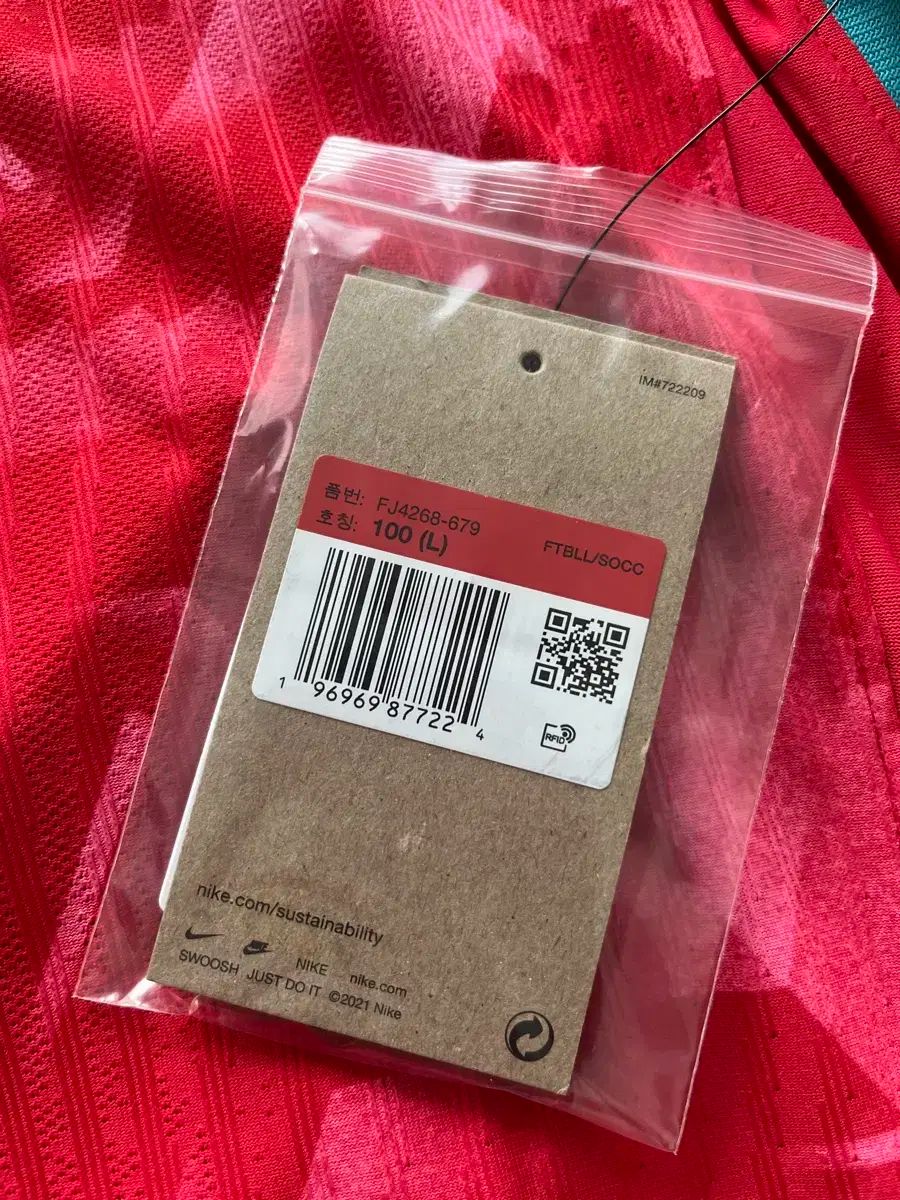 IM#722209
품번: FJ4268-679
호칭: 100 (L)
FTBLL/SOCC
1 96969 87722 4
RFID
nike.com/sustainability
NIKE nike.com
SWOOSH JUST DO IT ©2021 Nike